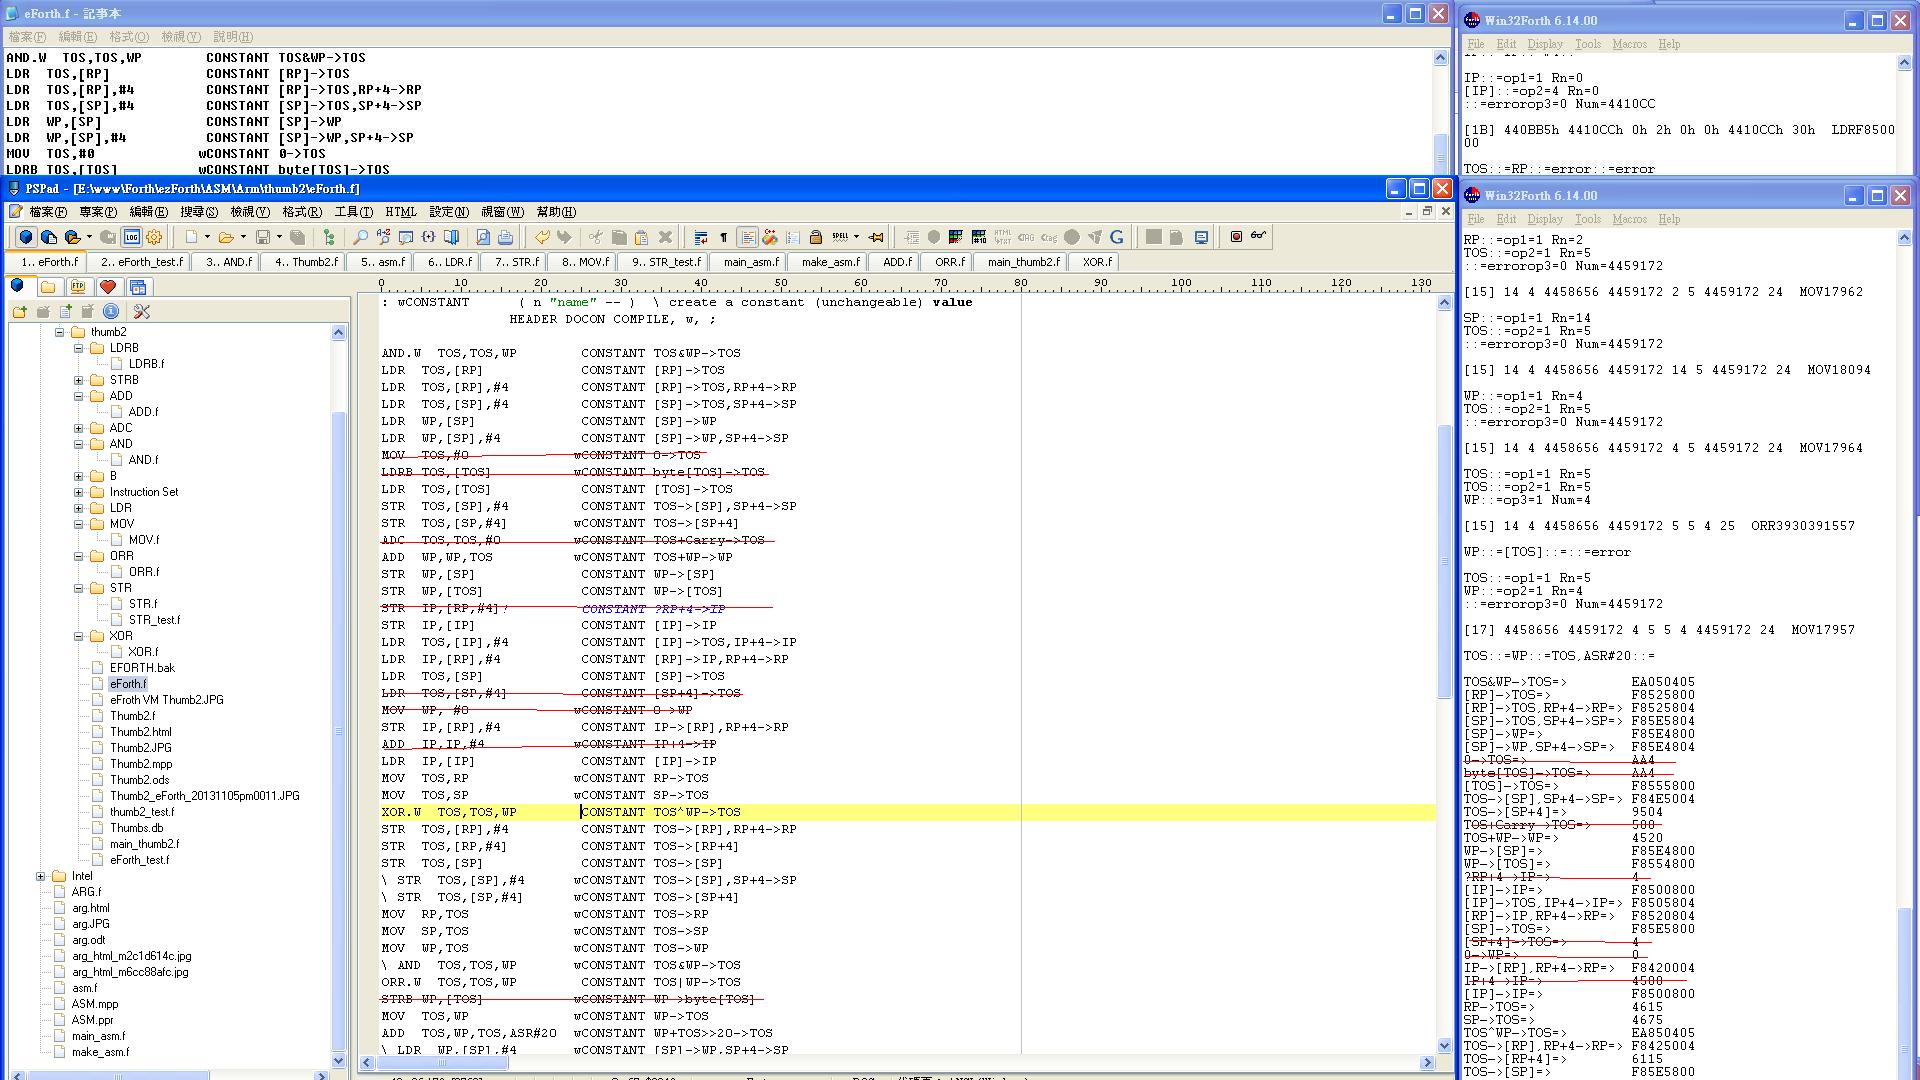 eForth.f - 記事本
檔案(F) 編輯(E) 格式(O) 檢視(V) 說明(H)
AND.W TOS,TOS,WP CONSTANT TOS&WP->TOS
LDR TOS,[RP] CONSTANT [RP]->TOS
LDR TOS,[RP],#4 CONSTANT [RP]->TOS,RP+4->RP
LDR TOS,[SP],#4 CONSTANT [SP]->TOS,SP+4->SP
LDR WP,[SP] CONSTANT [SP]->WP
LDR WP,[SP],#4 CONSTANT [SP]->WP,SP+4->SP
MOV TOS,#0 wCONSTANT 0->TOS
LDRB TOS,[TOS] wCONSTANT byte[TOS]->TOS
PSPad - [E:\www\Forth\ezForth\ASM\Arm\thumb2\eForth.f]
檔案(F) 專案(P) 編輯(E) 搜尋(S) 檢視(V) 格式(R) 工具(T) HTML 設定(N) 視窗(W) 幫助(H)
1.. eForth.f 2.. eForth_test.f 3.. AND.f 4.. Thumb2.f 5.. asm.f 6.. LDR.f 7.. STR.f 8.. MOV.f 9.. STR_test.f main_asm.f make_asm.f ADD.f ORR.f main_thumb2.f XOR.f
thumb2
LDRB
LDRB.f
STRB
ADD
ADD.f
ADC
AND
AND.f
B
Instruction Set
LDR
MOV
MOV.f
ORR
ORR.f
STR
STR.f
STR_test.f
XOR
XOR.f
EFORTH.bak
eForth.f
eFroth VM Thumb2.JPG
Thumb2.f
Thumb2.html
Thumb2.JPG
Thumb2.mpp
Thumb2.ods
Thumb2_eForth_20131105pm0011.JPG
thumb2_test.f
Thumbs.db
main_thumb2.f
eForth_test.f
Intel
ARG.f
arg.html
arg.JPG
arg.odt
arg_html_m2c1d614c.jpg
arg_html_m6cc88afc.jpg
asm.f
ASM.mpp
ASM.ppr
main_asm.f
make_asm.f
0 10 20 30 40 50 60 70 80 90 100 110 120 130
: wCONSTANT ( n "name" -- ) \ create a constant (unchangeable) value
HEADER DOCON COMPILE, w, ;
AND.W TOS,TOS,WP CONSTANT TOS&WP->TOS
LDR TOS,[RP] CONSTANT [RP]->TOS
LDR TOS,[RP],#4 CONSTANT [RP]->TOS,RP+4->RP
LDR TOS,[SP],#4 CONSTANT [SP]->TOS,SP+4->SP
LDR WP,[SP] CONSTANT [SP]->WP
LDR WP,[SP],#4 CONSTANT [SP]->WP,SP+4->SP
MOV TOS,#0 wCONSTANT 0->TOS
LDRB TOS,[TOS] wCONSTANT byte[TOS]->TOS
LDR TOS,[TOS] CONSTANT [TOS]->TOS
STR TOS,[SP],#4 CONSTANT TOS->[SP],SP+4->SP
STR TOS,[SP,#4] wCONSTANT TOS->[SP+4]
ADC TOS,TOS,#0 wCONSTANT TOS+Carry->TOS
ADD WP,WP,TOS wCONSTANT TOS+WP->WP
STR WP,[SP] CONSTANT WP->[SP]
STR WP,[TOS] CONSTANT WP->[TOS]
STR IP,[RP,#4]! CONSTANT ?RP+4->IP
STR IP,[IP] CONSTANT [IP]->IP
LDR TOS,[IP],#4 CONSTANT [IP]->TOS,IP+4->IP
LDR IP,[RP],#4 CONSTANT [RP]->IP,RP+4->RP
LDR TOS,[SP] CONSTANT [SP]->TOS
LDR TOS,[SP,#4] CONSTANT [SP+4]->TOS
MOV WP, #0 wCONSTANT 0->WP
STR IP,[RP],#4 CONSTANT IP->[RP],RP+4->RP
ADD IP,IP,#4 wCONSTANT IP+4->IP
LDR IP,[IP] CONSTANT [IP]->IP
MOV TOS,RP wCONSTANT RP->TOS
MOV TOS,SP wCONSTANT SP->TOS
XOR.W TOS,TOS,WP CONSTANT TOS^WP->TOS
STR TOS,[RP],#4 CONSTANT TOS->[RP],RP+4->RP
STR TOS,[RP,#4] wCONSTANT TOS->[RP+4]
STR TOS,[SP] CONSTANT TOS->[SP]
\ STR TOS,[SP],#4 wCONSTANT TOS->[SP],SP+4->SP
\ STR TOS,[SP,#4] wCONSTANT TOS->[SP+4]
MOV RP,TOS wCONSTANT TOS->RP
MOV SP,TOS wCONSTANT TOS->SP
MOV WP,TOS wCONSTANT TOS->WP
\ AND TOS,TOS,WP wCONSTANT TOS&WP->TOS
ORR.W TOS,TOS,WP CONSTANT TOS|WP->TOS
STRB WP,[TOS] wCONSTANT WP->byte[TOS]
MOV TOS,WP wCONSTANT WP->TOS
ADD TOS,WP,TOS,ASR#20 wCONSTANT WP+TOS>>20->TOS
\ LDR WP,[SP],#4 wCONSTANT [SP]->WP,SP+4->SP
Win32Forth 6.14.00
File Edit Display Tools Macros Help
IP::=op1=1 Rn=0
[IP]::=op2=4 Rn=0
::=errorop3=0 Num=4410CC
[1B] 440BB5h 4410CCh 0h 2h 0h 0h 4410CCh 30h LDRF8500
00
TOS::=RP::=error::=error
Win32Forth 6.14.00
File Edit Display Tools Macros Help
RP::=op1=1 Rn=2
TOS::=op2=1 Rn=5
::=errorop3=0 Num=4459172
[15] 14 4 4458656 4459172 2 5 4459172 24 MOV17962
SP::=op1=1 Rn=14
TOS::=op2=1 Rn=5
::=errorop3=0 Num=4459172
[15] 14 4 4458656 4459172 14 5 4459172 24 MOV18094
WP::=op1=1 Rn=4
TOS::=op2=1 Rn=5
::=errorop3=0 Num=4459172
[15] 14 4 4458656 4459172 4 5 4459172 24 MOV17964
TOS::=op1=1 Rn=5
TOS::=op2=1 Rn=5
WP::=op3=1 Num=4
[15] 14 4 4458656 4459172 5 5 4 25 ORR3930391557
WP::=[TOS]::=::=error
TOS::=op1=1 Rn=5
WP::=op2=1 Rn=4
::=errorop3=0 Num=4459172
[17] 4458656 4459172 4 5 5 4 4459172 24 MOV17957
TOS::=WP::=TOS,ASR#20::=
TOS&WP->TOS=> EA050405
[RP]->TOS=> F8525800
[RP]->TOS,RP+4->RP=> F8525804
[SP]->TOS,SP+4->SP=> F85E5804
[SP]->WP=> F85E4800
[SP]->WP,SP+4->SP=> F85E4804
0->TOS=> AA4
byte[TOS]->TOS=> AA4
[TOS]->TOS=> F8555800
TOS->[SP],SP+4->SP=> F84E5004
TOS->[SP+4]=> 9504
TOS+Carry->TOS=> 500
TOS+WP->WP=> 4520
WP->[SP]=> F85E4800
WP->[TOS]=> F8554800
?RP+4->IP=> 4
[IP]->IP=> F8500800
[IP]->TOS,IP+4->IP=> F8505804
[RP]->IP,RP+4->RP=> F8520804
[SP]->TOS=> F85E5800
[SP+4]->TOS=> 4
0->WP=> 0
IP->[RP],RP+4->RP=> F8420004
IP+4->IP=> 4500
[IP]->IP=> F8500800
RP->TOS=> 4615
SP->TOS=> 4675
TOS^WP->TOS=> EA850405
TOS->[RP],RP+4->RP=> F8425004
TOS->[RP+4]=> 6115
TOS->[SP]=> F85E5800